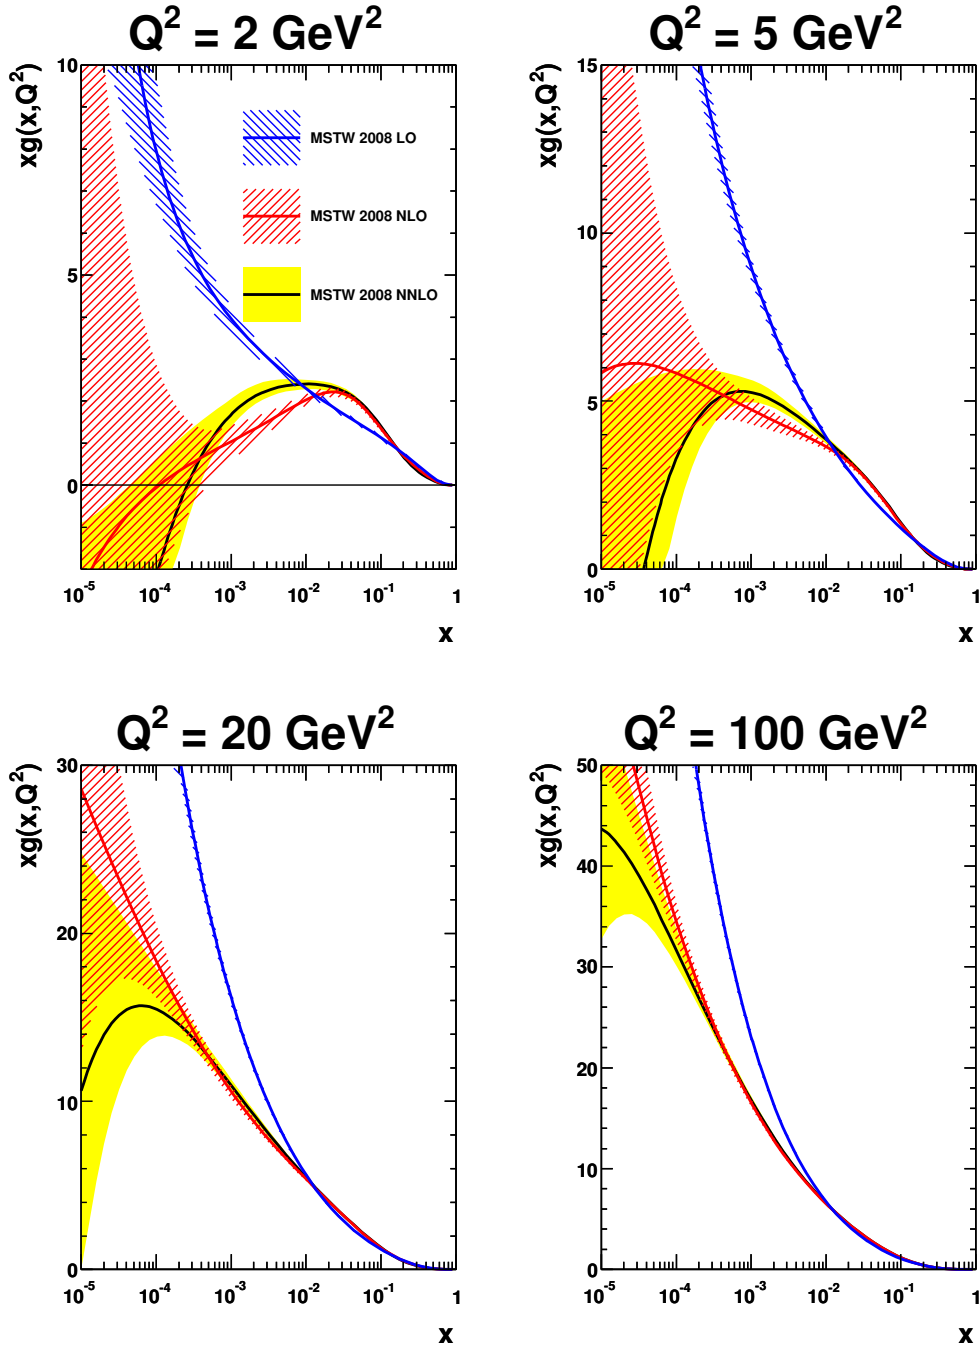 Q² = 2 GeV²
xg(x,Q²)
10
5
0
MSTW 2008 LO
MSTW 2008 NLO
MSTW 2008 NNLO
10⁻⁵ 10⁻⁴ 10⁻³ 10⁻² 10⁻¹ 1
x
Q² = 5 GeV²
xg(x,Q²)
15
10
5
0
10⁻⁵ 10⁻⁴ 10⁻³ 10⁻² 10⁻¹ 1
x
Q² = 20 GeV²
xg(x,Q²)
30
20
10
0
10⁻⁵ 10⁻⁴ 10⁻³ 10⁻² 10⁻¹ 1
x
Q² = 100 GeV²
xg(x,Q²)
50
40
30
20
10
0
10⁻⁵ 10⁻⁴ 10⁻³ 10⁻² 10⁻¹ 1
x